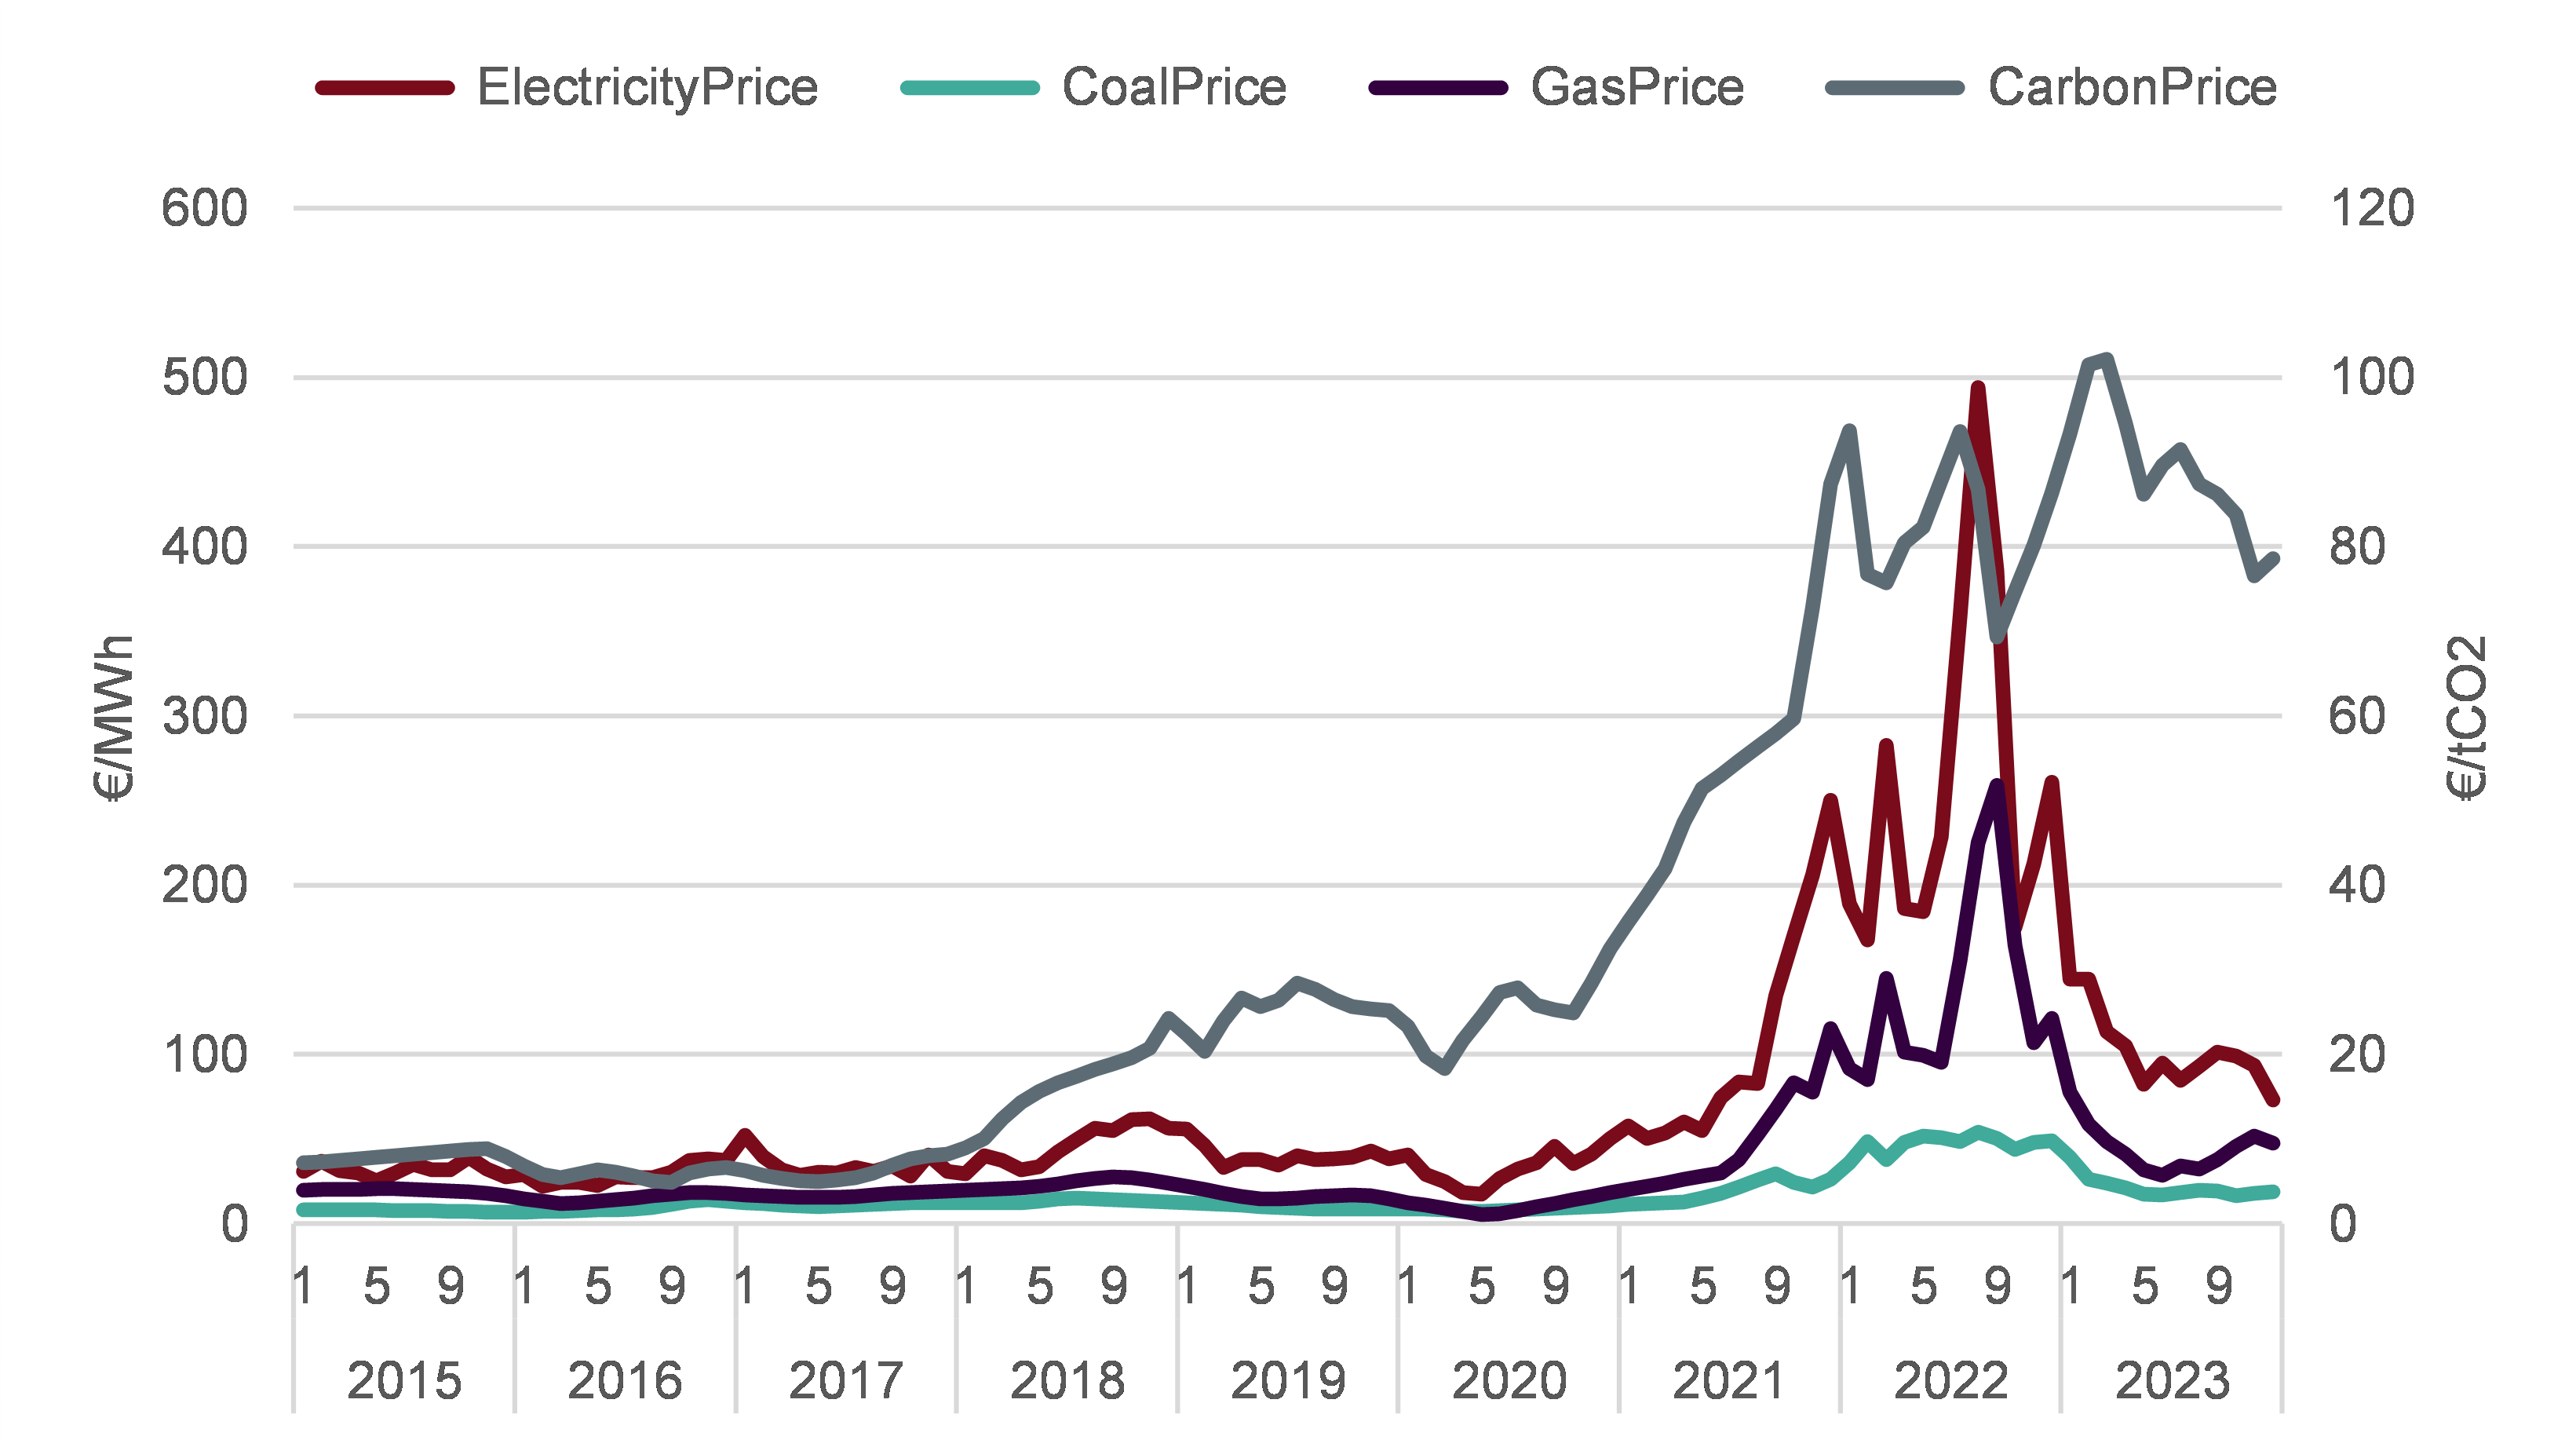 ElectricityPrice CoalPrice GasPrice CarbonPrice
600 120
500 100
400 80
300 60
200 40
100 20
0 0
€/MWh
€/tCO2
1 5 9 1 5 9 1 5 9 1 5 9 1 5 9 1 5 9 1 5 9 1 5 9 1 5 9
2015 2016 2017 2018 2019 2020 2021 2022 2023